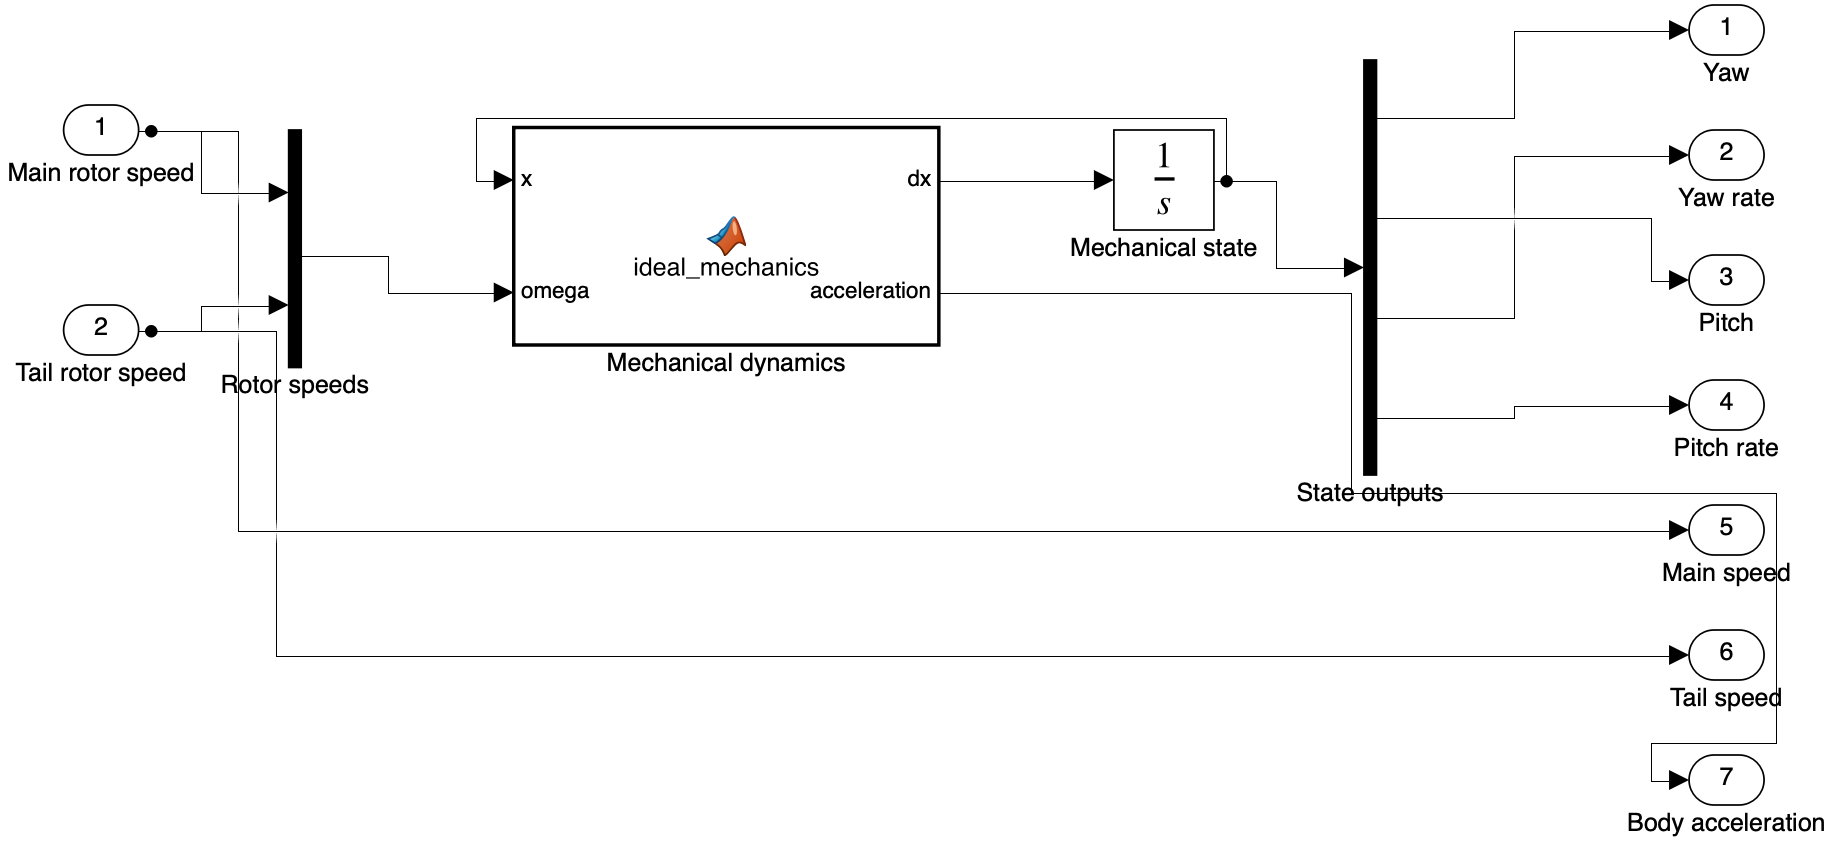 1
Main rotor speed
2
Tail rotor speed
Rotor speeds
x
dx
omega
ideal_mechanics
acceleration
Mechanical dynamics
1
s
Mechanical state
State outputs
1
Yaw
2
Yaw rate
3
Pitch
4
Pitch rate
5
Main speed
6
Tail speed
7
Body acceleration